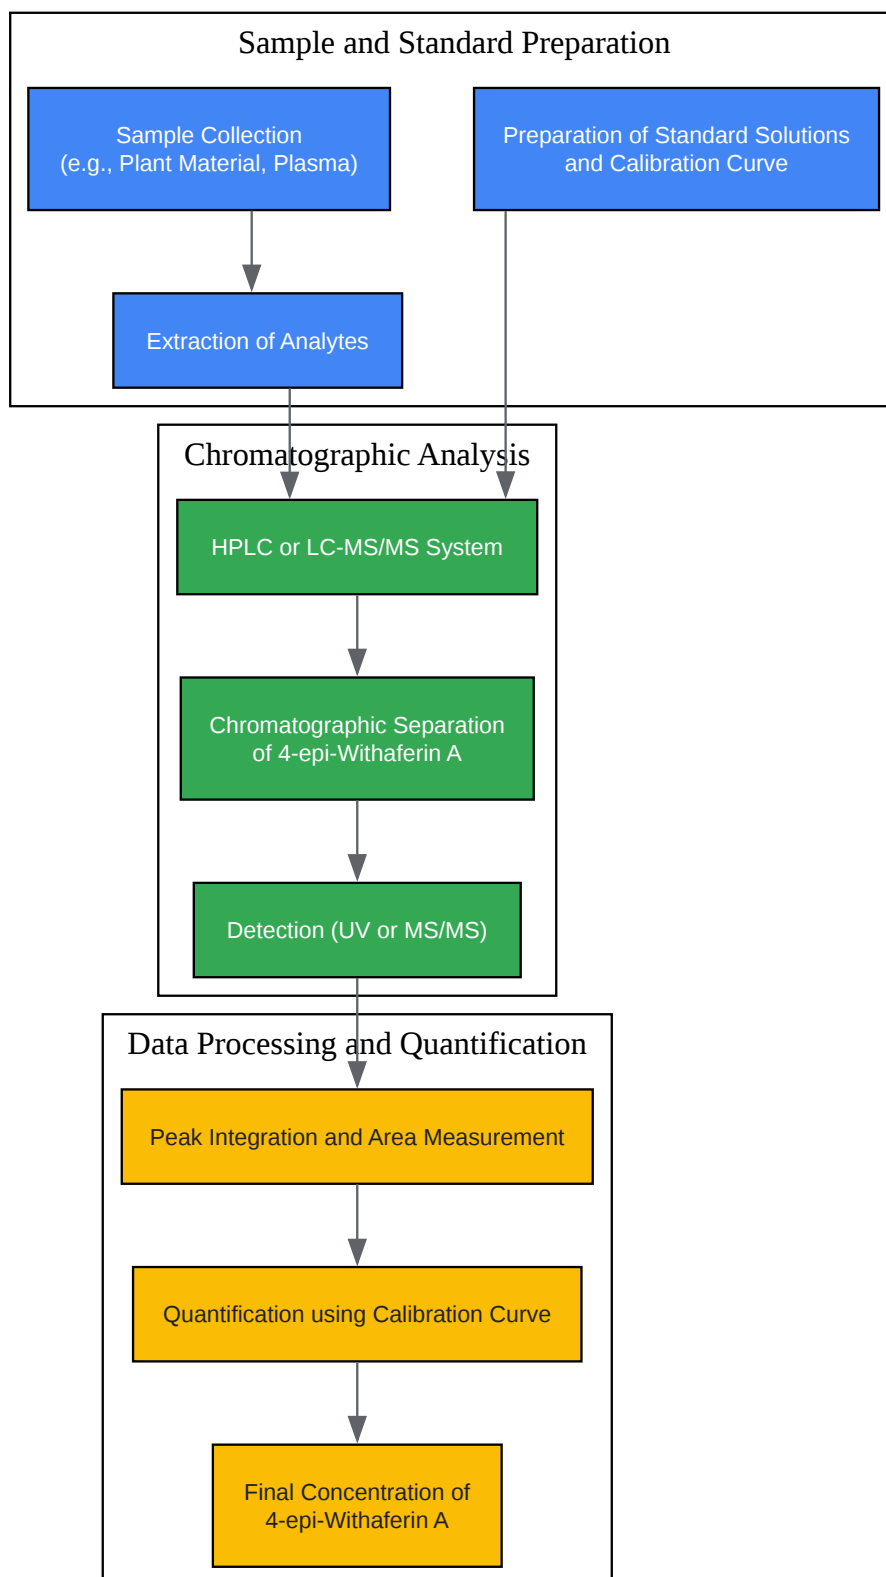 Sample and Standard Preparation
Sample Collection
(e.g., Plant Material, Plasma)
Preparation of Standard Solutions
and Calibration Curve
Extraction of Analytes
Chromatographic Analysis
HPLC or LC-MS/MS System
Chromatographic Separation
of 4-epi-Withaferin A
Detection (UV or MS/MS)
Data Processing and Quantification
Peak Integration and Area Measurement
Quantification using Calibration Curve
Final Concentration of
4-epi-Withaferin A